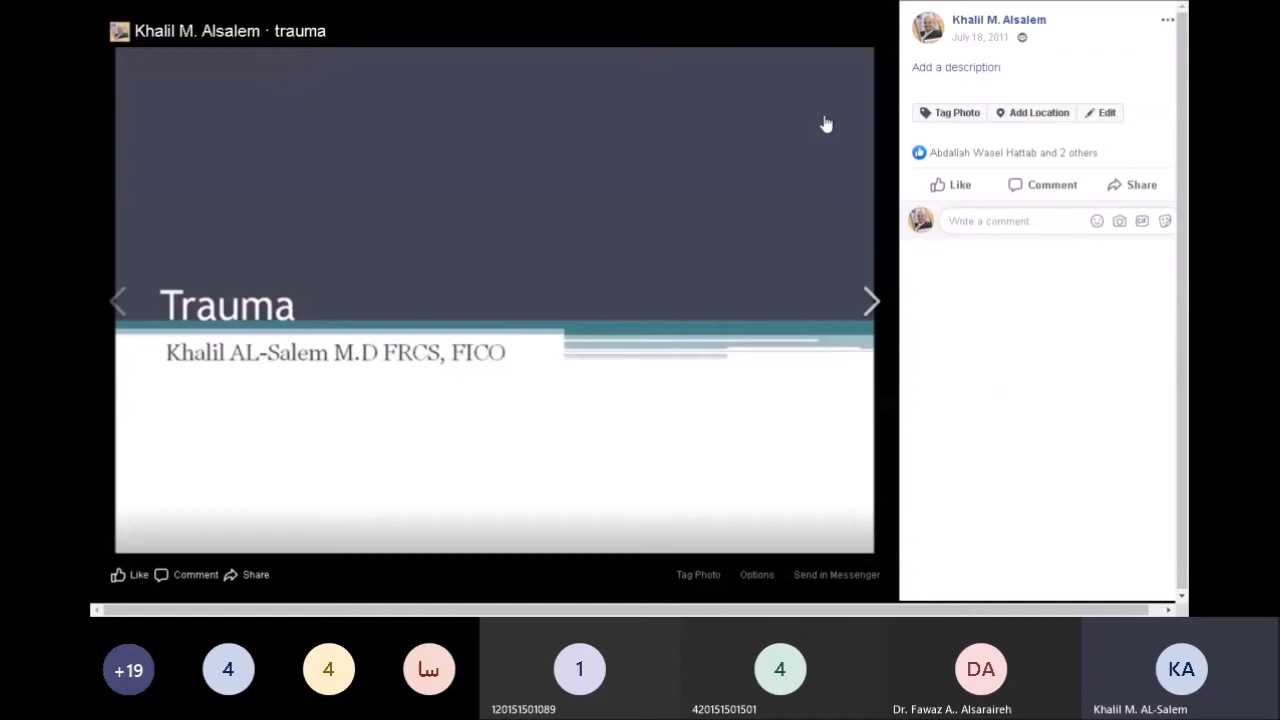 Khalil M. Alsalem · trauma
Trauma
Khalil AL-Salem M.D FRCS, FICO
Like Comment Share
Tag Photo Options Send in Messenger
Khalil M. Alsalem
July 18, 2011
Add a description
Tag Photo Add Location Edit
Abdallah Wasel Hattab and 2 others
Like Comment Share
Write a comment
GIF
+19 4 4 سا 1 4 DA KA
120151501089 420151501501 Dr. Fawaz A.. Alsaraireh Khalil M. AL-Salem